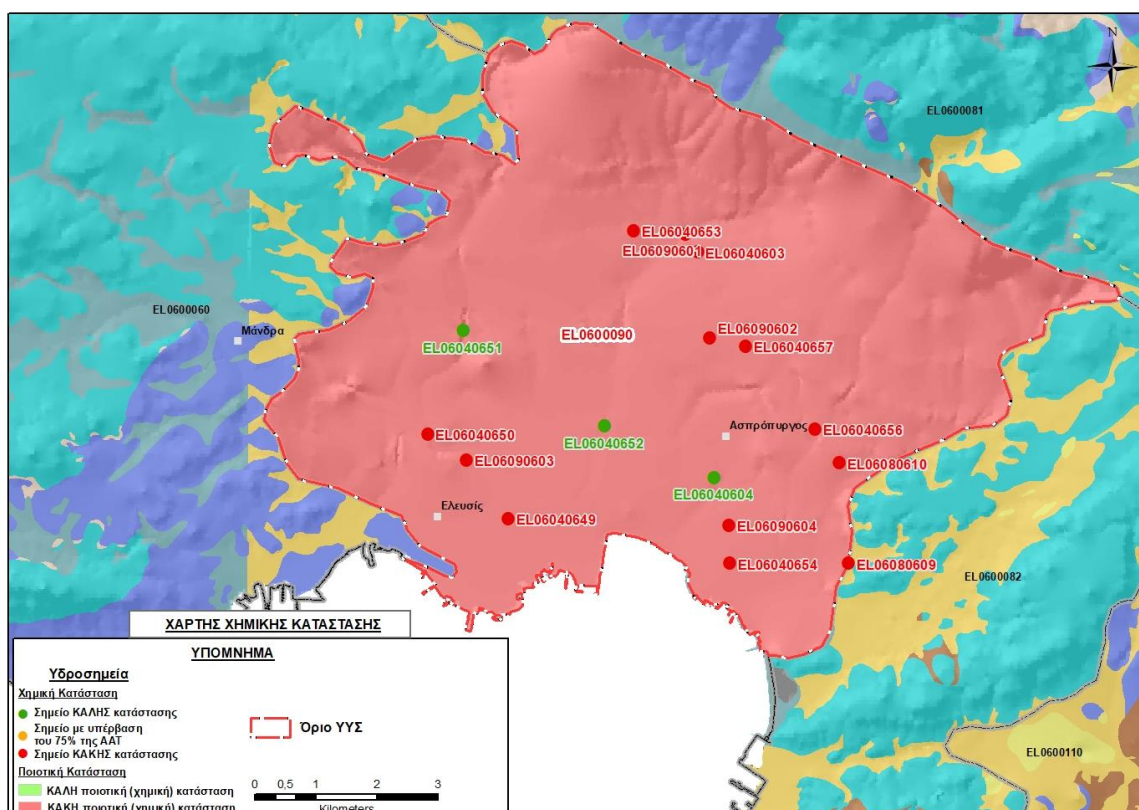 N
EL0600081
EL06040653
EL06090601
EL06040603
EL0600060
Μάνδρα
EL06040651
EL0600090
EL06090602
EL06040657
EL06040650
EL06040652
Ασπρόπυργος
EL06040656
EL06090603
EL06080610
EL06040604
Ελευσίς
EL06040649
EL06090604
EL06040654
EL06080609
EL0600082
ΧΑΡΤΗΣ ΧΗΜΙΚΗΣ ΚΑΤΑΣΤΑΣΗΣ
ΥΠΟΜΝΗΜΑ
Υδροσημεία
Χημική Κατάσταση
Σημείο ΚΑΛΗΣ κατάστασης
Σημείο με υπέρβαση
του 75% της ΑΑΤ
Σημείο ΚΑΚΗΣ κατάστασης
Όριο ΥΥΣ
Ποιοτική Κατάσταση
ΚΑΛΗ ποιοτική (χημική) κατάσταση
ΚΑΚΗ ποιοτική (χημική) κατάσταση
0 0,5 1 2 3
Kilometers
EL0600110